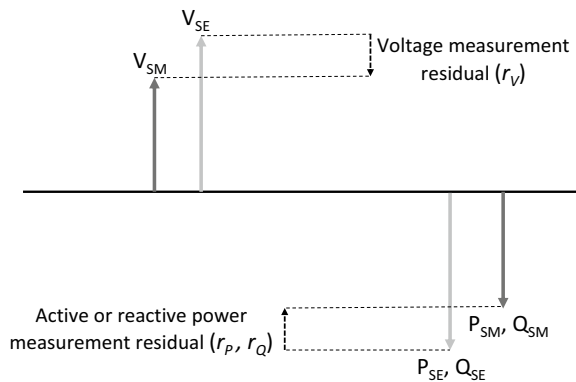 V_SE
V_SM
Voltage measurement
residual (r_V)
Active or reactive power
measurement residual (r_P, r_Q)
P_SM, Q_SM
P_SE, Q_SE